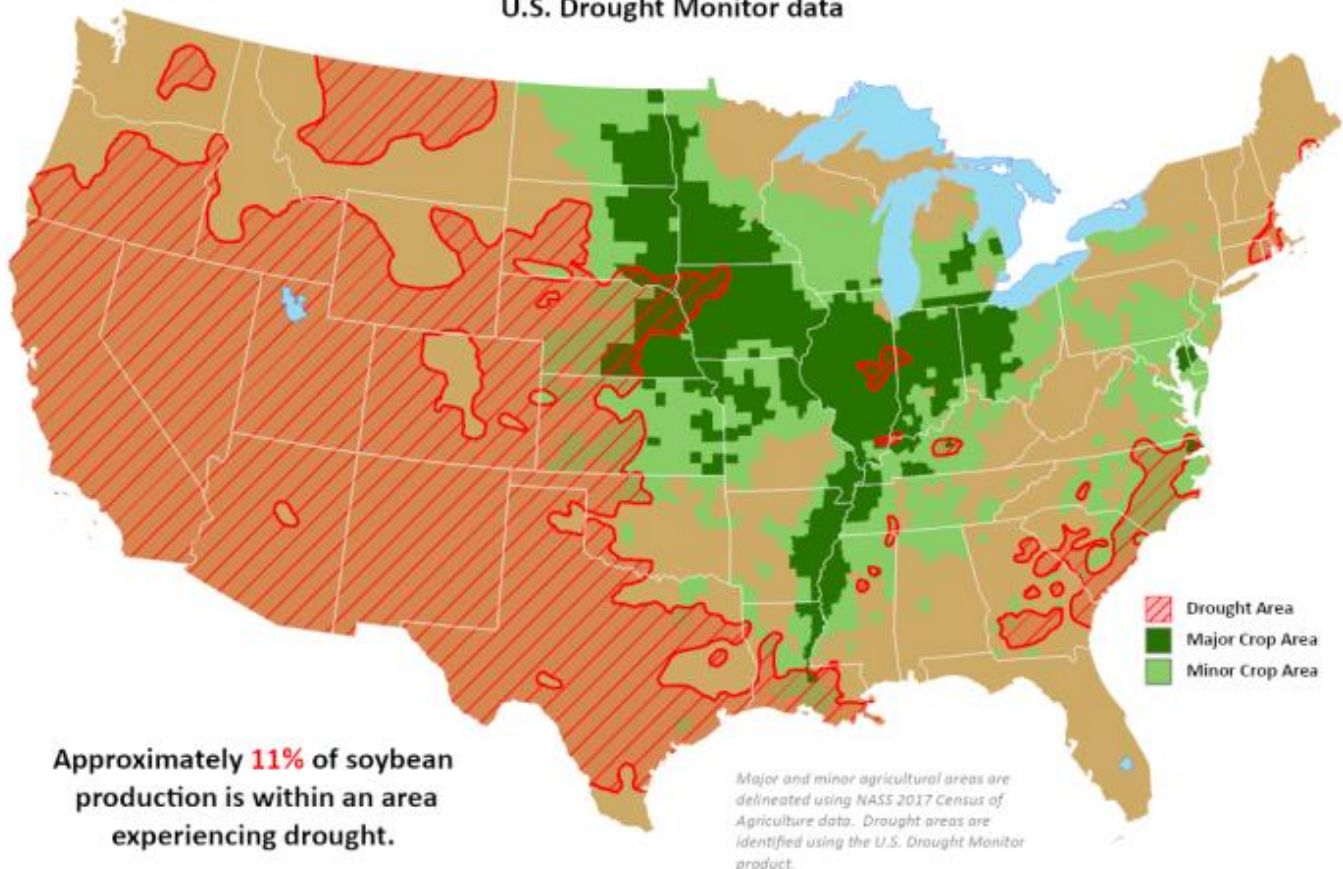 U.S. Drought Monitor data
Drought Area
Major Crop Area
Minor Crop Area
Approximately 11% of soybean
production is within an area
experiencing drought.
Major and minor agricultural areas are
delineated using NASS 2017 Census of
Agriculture data. Drought areas are
identified using the U.S. Drought Monitor
product.